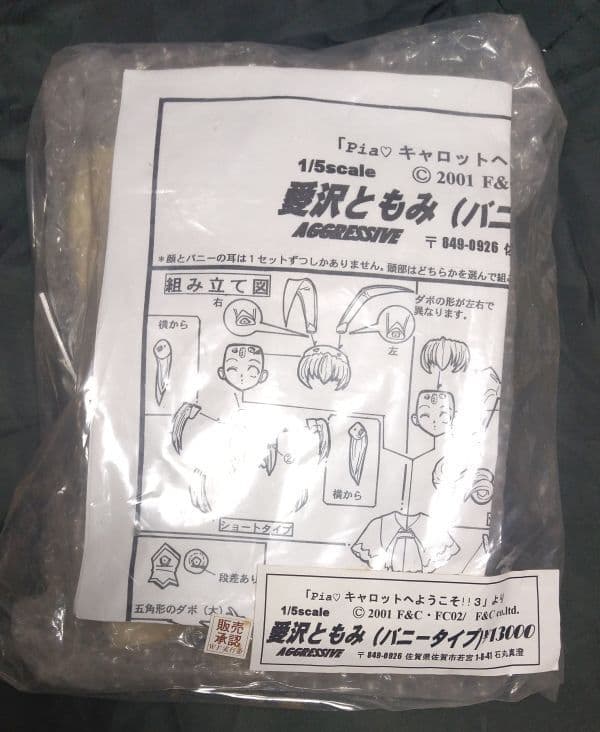 「Pia♡ キャロットへ
1/5scale
© 2001 F&
愛沢ともみ (バニ
AGGRESSIVE
〒 849-0926 佐
＊顔とバニーの耳は１セットずつしかありません。頭部はどちらかを選んで組み
組み立て図
右
左
ダボの形が左右で
異なります。
横から
横から
ショートタイプ
段差あり
五角形のダボ（大）
「Pia♡ キャロットへようこそ!!３」より
1/5scale
© 2001 F&C・FC02/ F&C co.ltd.
愛沢ともみ (バニータイプ) ¥13000
AGGRESSIVE
〒 849-0926 佐賀県佐賀市若宮 1-8-41 石丸真澄
販売
承認